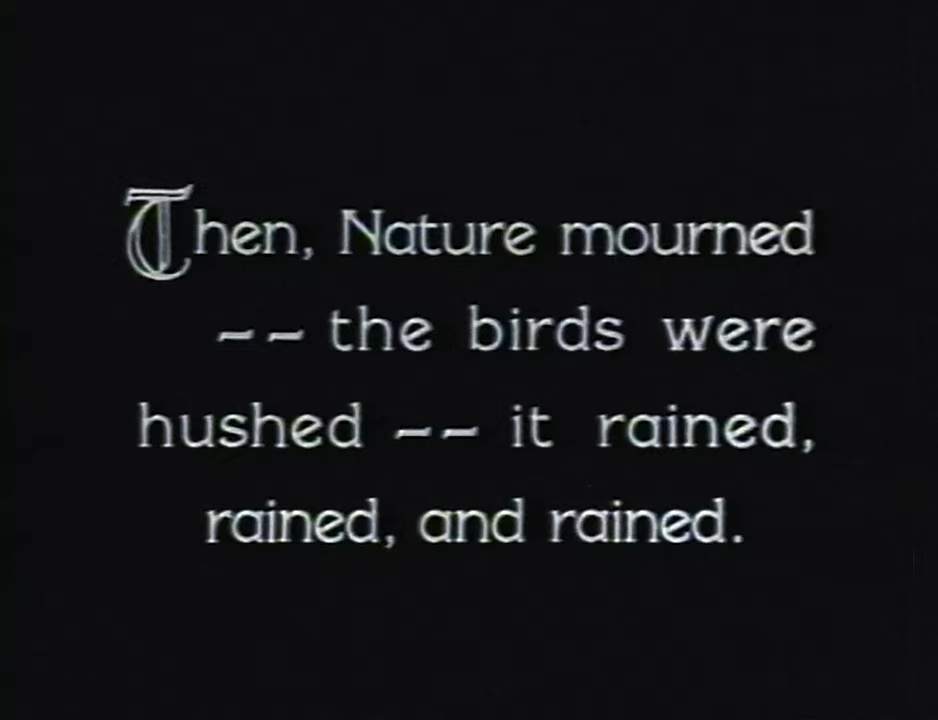 Then, Nature mourned
-- the birds were
hushed -- it rained,
rained, and rained.